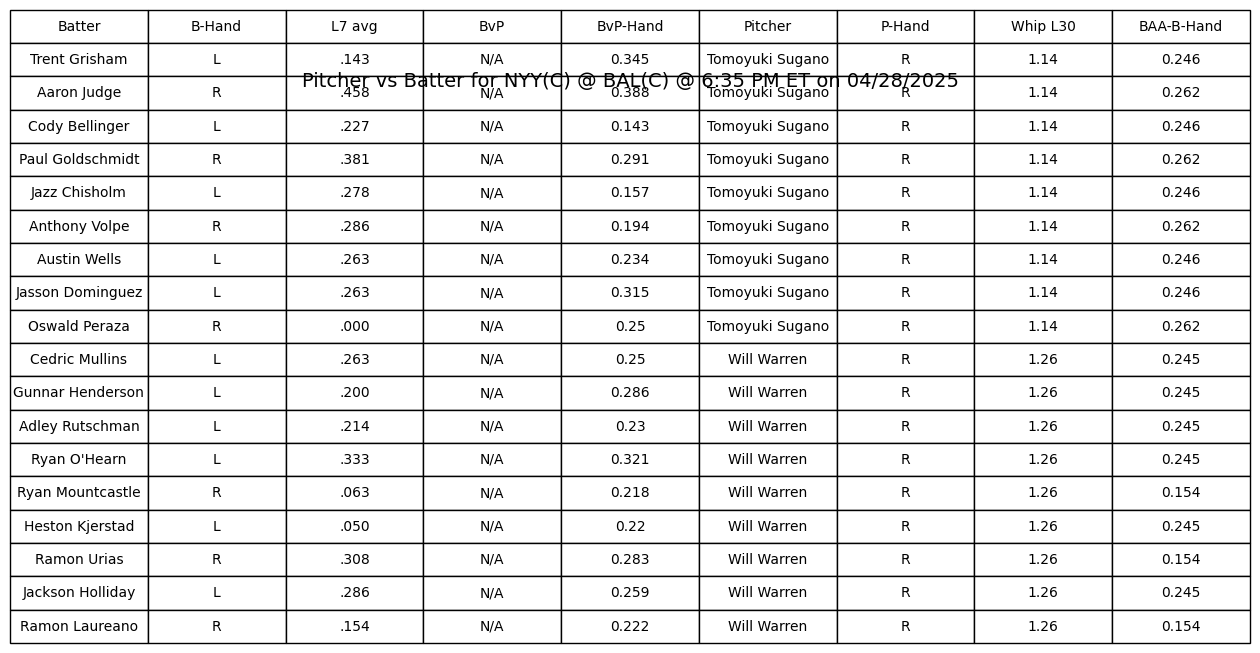 Batter B-Hand L7 avg BvP BvP-Hand Pitcher P-Hand Whip L30 BAA-B-Hand
Trent Grisham L .143 N/A 0.345 Tomoyuki Sugano R 1.14 0.246
Pitcher vs Batter for NYY(C) @ BAL(C) @ 6:35 PM ET on 04/28/2025
Aaron Judge R .458 N/A 0.388 Tomoyuki Sugano R 1.14 0.262
Cody Bellinger L .227 N/A 0.143 Tomoyuki Sugano R 1.14 0.246
Paul Goldschmidt R .381 N/A 0.291 Tomoyuki Sugano R 1.14 0.262
Jazz Chisholm L .278 N/A 0.157 Tomoyuki Sugano R 1.14 0.246
Anthony Volpe R .286 N/A 0.194 Tomoyuki Sugano R 1.14 0.262
Austin Wells L .263 N/A 0.234 Tomoyuki Sugano R 1.14 0.246
Jasson Dominguez L .263 N/A 0.315 Tomoyuki Sugano R 1.14 0.246
Oswald Peraza R .000 N/A 0.25 Tomoyuki Sugano R 1.14 0.262
Cedric Mullins L .263 N/A 0.25 Will Warren R 1.26 0.245
Gunnar Henderson L .200 N/A 0.286 Will Warren R 1.26 0.245
Adley Rutschman L .214 N/A 0.23 Will Warren R 1.26 0.245
Ryan O'Hearn L .333 N/A 0.321 Will Warren R 1.26 0.245
Ryan Mountcastle R .063 N/A 0.218 Will Warren R 1.26 0.154
Heston Kjerstad L .050 N/A 0.22 Will Warren R 1.26 0.245
Ramon Urias R .308 N/A 0.283 Will Warren R 1.26 0.154
Jackson Holliday L .286 N/A 0.259 Will Warren R 1.26 0.245
Ramon Laureano R .154 N/A 0.222 Will Warren R 1.26 0.154